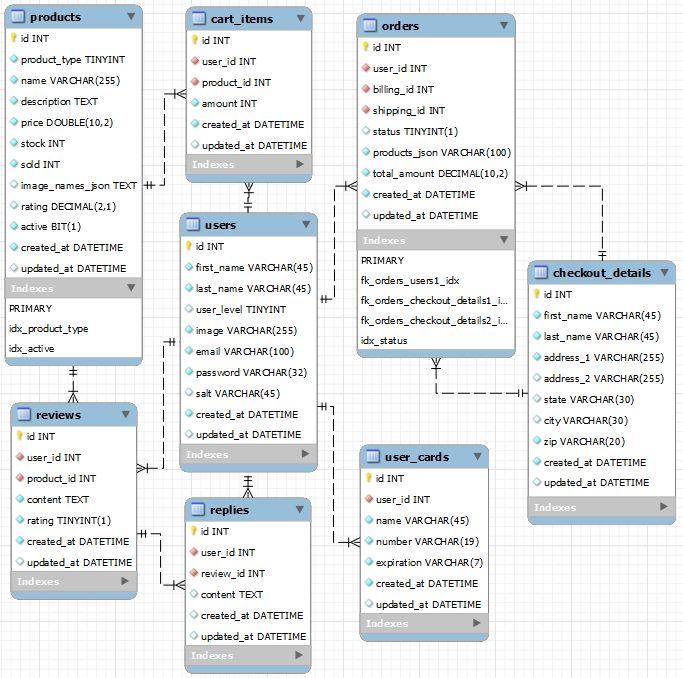 products
id INT
product_type TINYINT
name VARCHAR(255)
description TEXT
price DOUBLE(10,2)
stock INT
sold INT
image_names_json TEXT
rating DECIMAL(2,1)
active BIT(1)
created_at DATETIME
updated_at DATETIME
Indexes
PRIMARY
idx_product_type
idx_active
cart_items
id INT
user_id INT
product_id INT
amount INT
created_at DATETIME
updated_at DATETIME
Indexes
orders
id INT
user_id INT
billing_id INT
shipping_id INT
status TINYINT(1)
products_json VARCHAR(100)
total_amount DECIMAL(10,2)
created_at DATETIME
updated_at DATETIME
Indexes
PRIMARY
fk_orders_users1_idx
fk_orders_checkout_details1_i...
fk_orders_checkout_details2_i...
idx_status
users
id INT
first_name VARCHAR(45)
last_name VARCHAR(45)
user_level TINYINT
image VARCHAR(255)
email VARCHAR(100)
password VARCHAR(32)
salt VARCHAR(45)
created_at DATETIME
updated_at DATETIME
Indexes
checkout_details
id INT
first_name VARCHAR(45)
last_name VARCHAR(45)
address_1 VARCHAR(255)
address_2 VARCHAR(255)
state VARCHAR(30)
city VARCHAR(30)
zip VARCHAR(20)
created_at DATETIME
updated_at DATETIME
Indexes
reviews
id INT
user_id INT
product_id INT
content TEXT
rating TINYINT(1)
created_at DATETIME
updated_at DATETIME
Indexes
replies
id INT
user_id INT
review_id INT
content TEXT
created_at DATETIME
updated_at DATETIME
Indexes
user_cards
id INT
user_id INT
name VARCHAR(45)
number VARCHAR(19)
expiration VARCHAR(7)
created_at DATETIME
updated_at DATETIME
Indexes